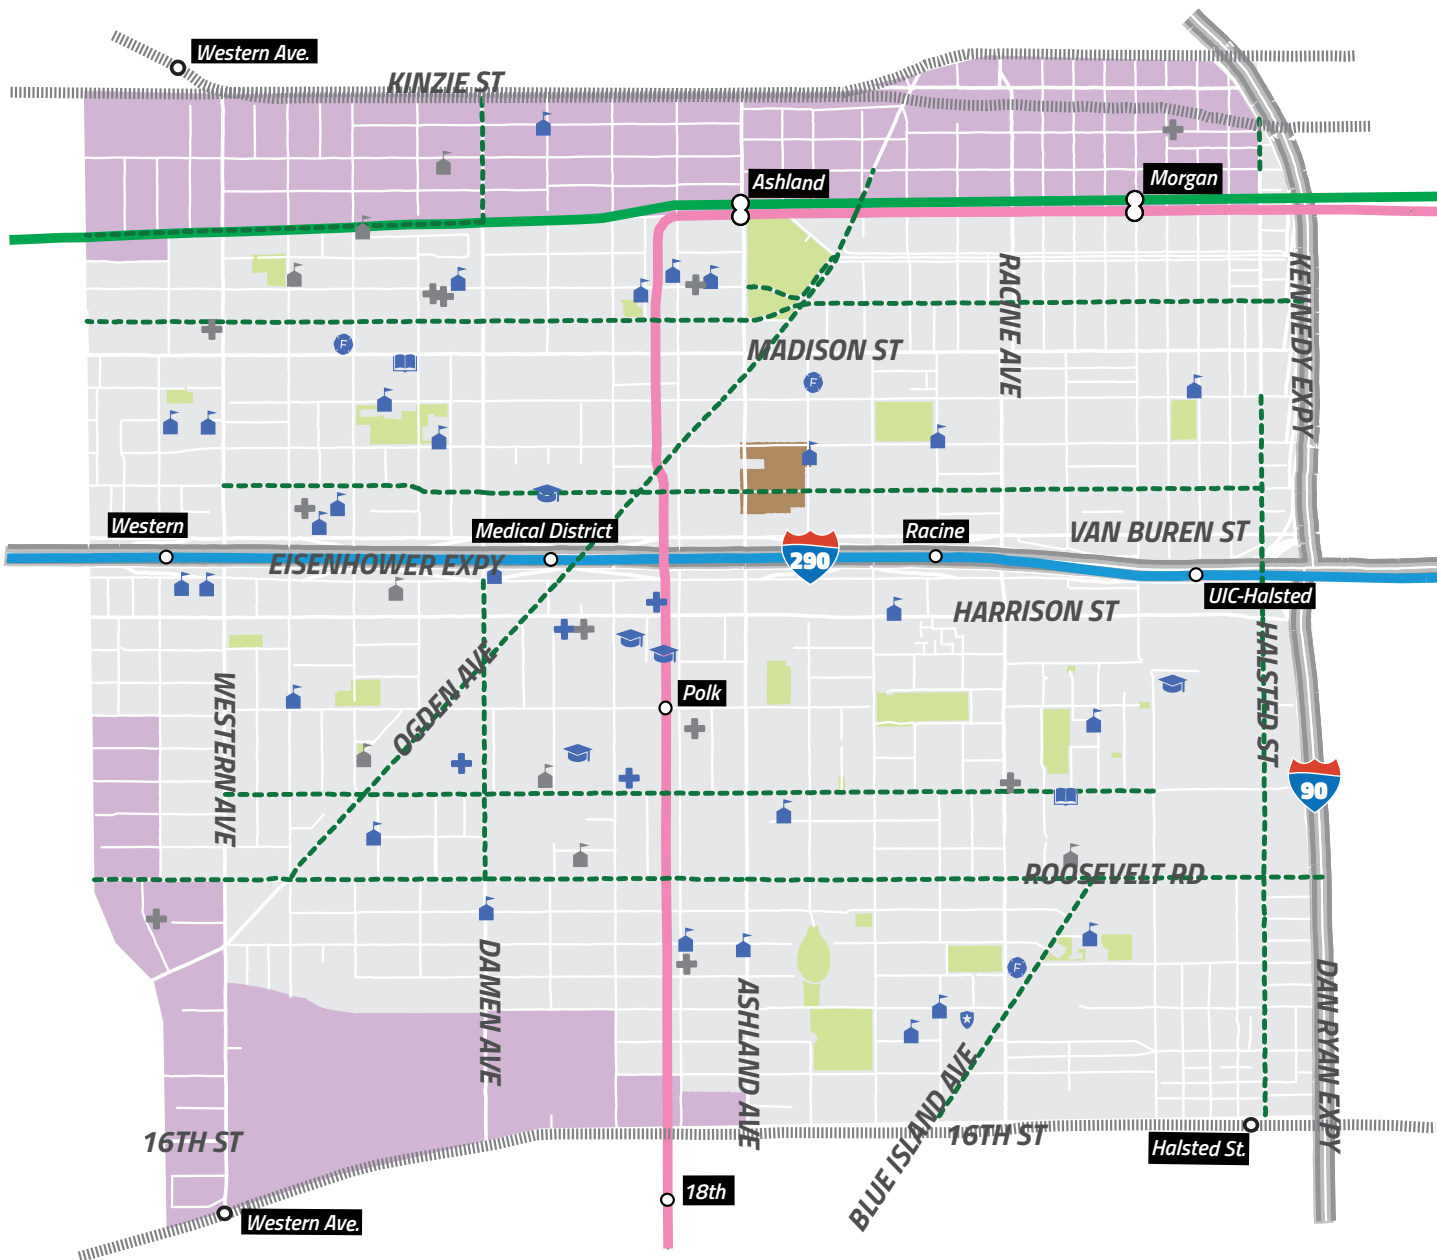 Western Ave.
KINZIE ST
Ashland
Morgan
RACINE AVE
KENNEDY EXPY
F
MADISON ST
F
Western
Medical District
Racine
VAN BUREN ST
EISENHOWER EXPY
290
UIC-Halsted
HARRISON ST
OGDEN AVE
HALSTED ST
WESTERN AVE
Polk
90
ROOSEVELT RD
DAMEN AVE
ASHLAND AVE
F
DAN RYAN EXPY
BLUE ISLAND AVE
16TH ST
16TH ST
Halsted St.
18th
Western Ave.